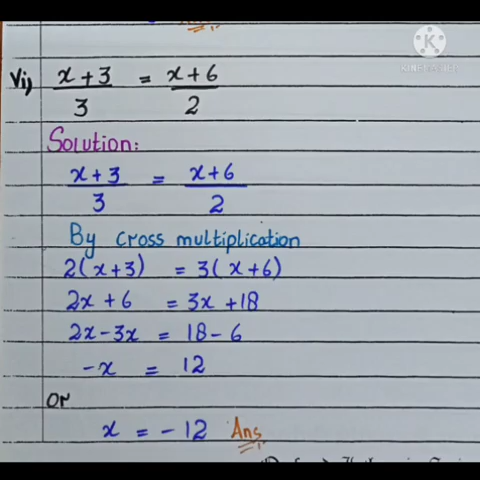 K
KINEMASTER
vi) x+3/3 = x+6/2
Solution:
x+3/3 = x+6/2
By cross multiplication
2(x+3) = 3(x+6)
2x + 6 = 3x + 18
2x - 3x = 18 - 6
-x = 12
or
x = -12 Ans